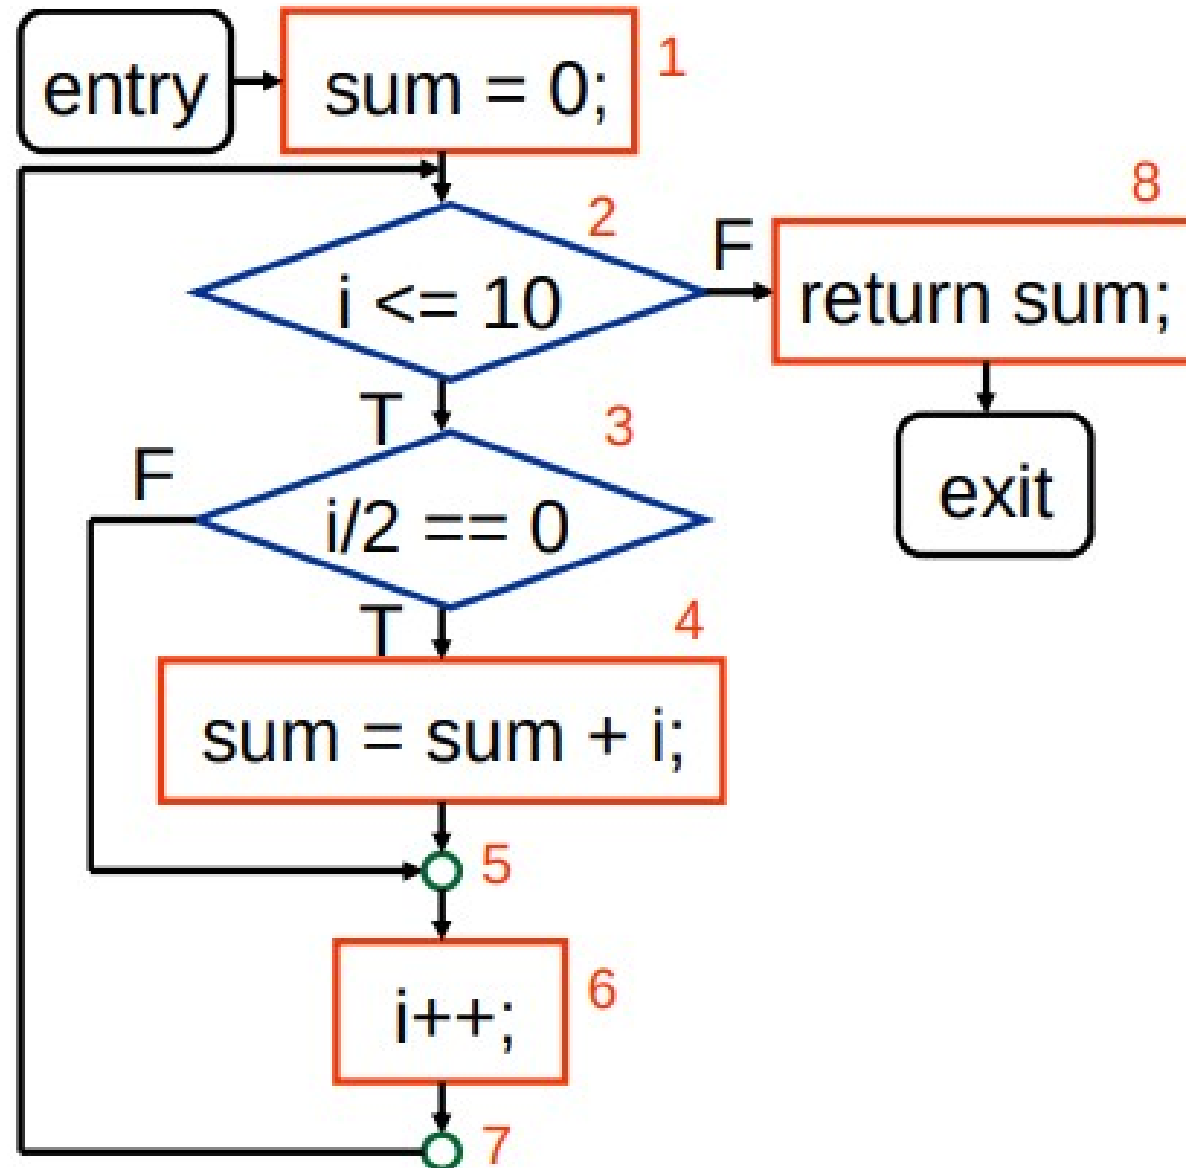 entry
sum = 0;
1
2
i <= 10
F
8
return sum;
T
3
exit
F
i/2 == 0
T
4
sum = sum + i;
5
i++;
6
7